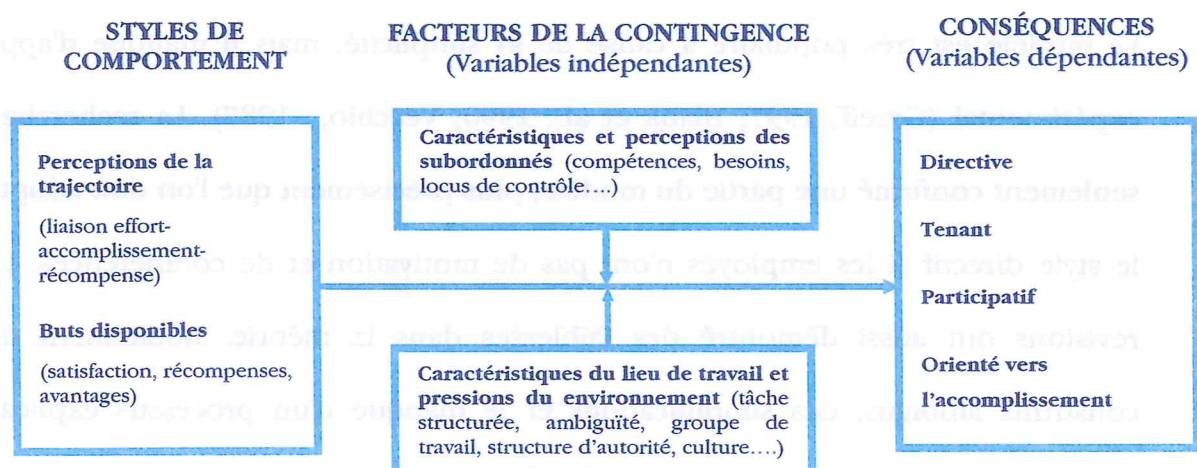 STYLES DE
COMPORTEMENT
FACTEURS DE LA CONTINGENCE
(Variables indépendantes)
CONSÉQUENCES
(Variables dépendantes)
Perceptions de la
trajectoire
(liaison effort-
accomplissement-
récompense)
Buts disponibles
(satisfaction, récompenses,
avantages)
Caractéristiques et perceptions des
subordonnés (compétences, besoins,
locus de contrôle….)
Caractéristiques du lieu de travail et
pressions du environnement (tâche
structurée, ambiguïté, groupe de
travail, structure d'autorité, culture….)
Directive
Tenant
Participatif
Orienté vers
l'accomplissement